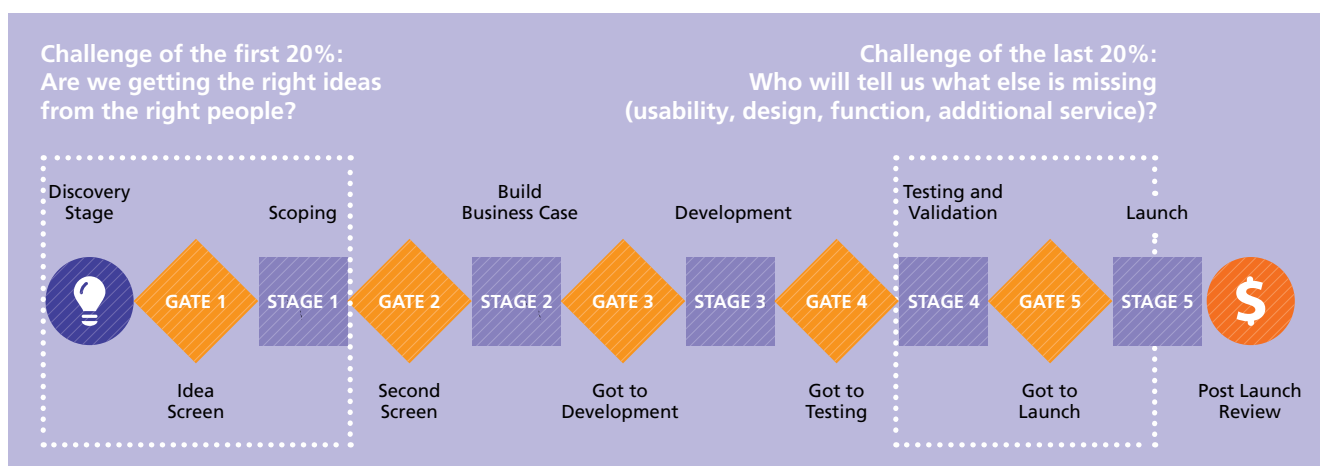 Challenge of the first 20%:
Are we getting the right ideas
from the right people?
Challenge of the last 20%:
Who will tell us what else is missing
(usability, design, function, additional service)?
Discovery
Stage
Scoping
Build
Business Case
Development
Testing and
Validation
Launch
GATE 1
STAGE 1
GATE 2
STAGE 2
GATE 3
STAGE 3
GATE 4
STAGE 4
GATE 5
STAGE 5
$
Idea
Screen
Second
Screen
Got to
Development
Got to
Testing
Got to
Launch
Post Launch
Review